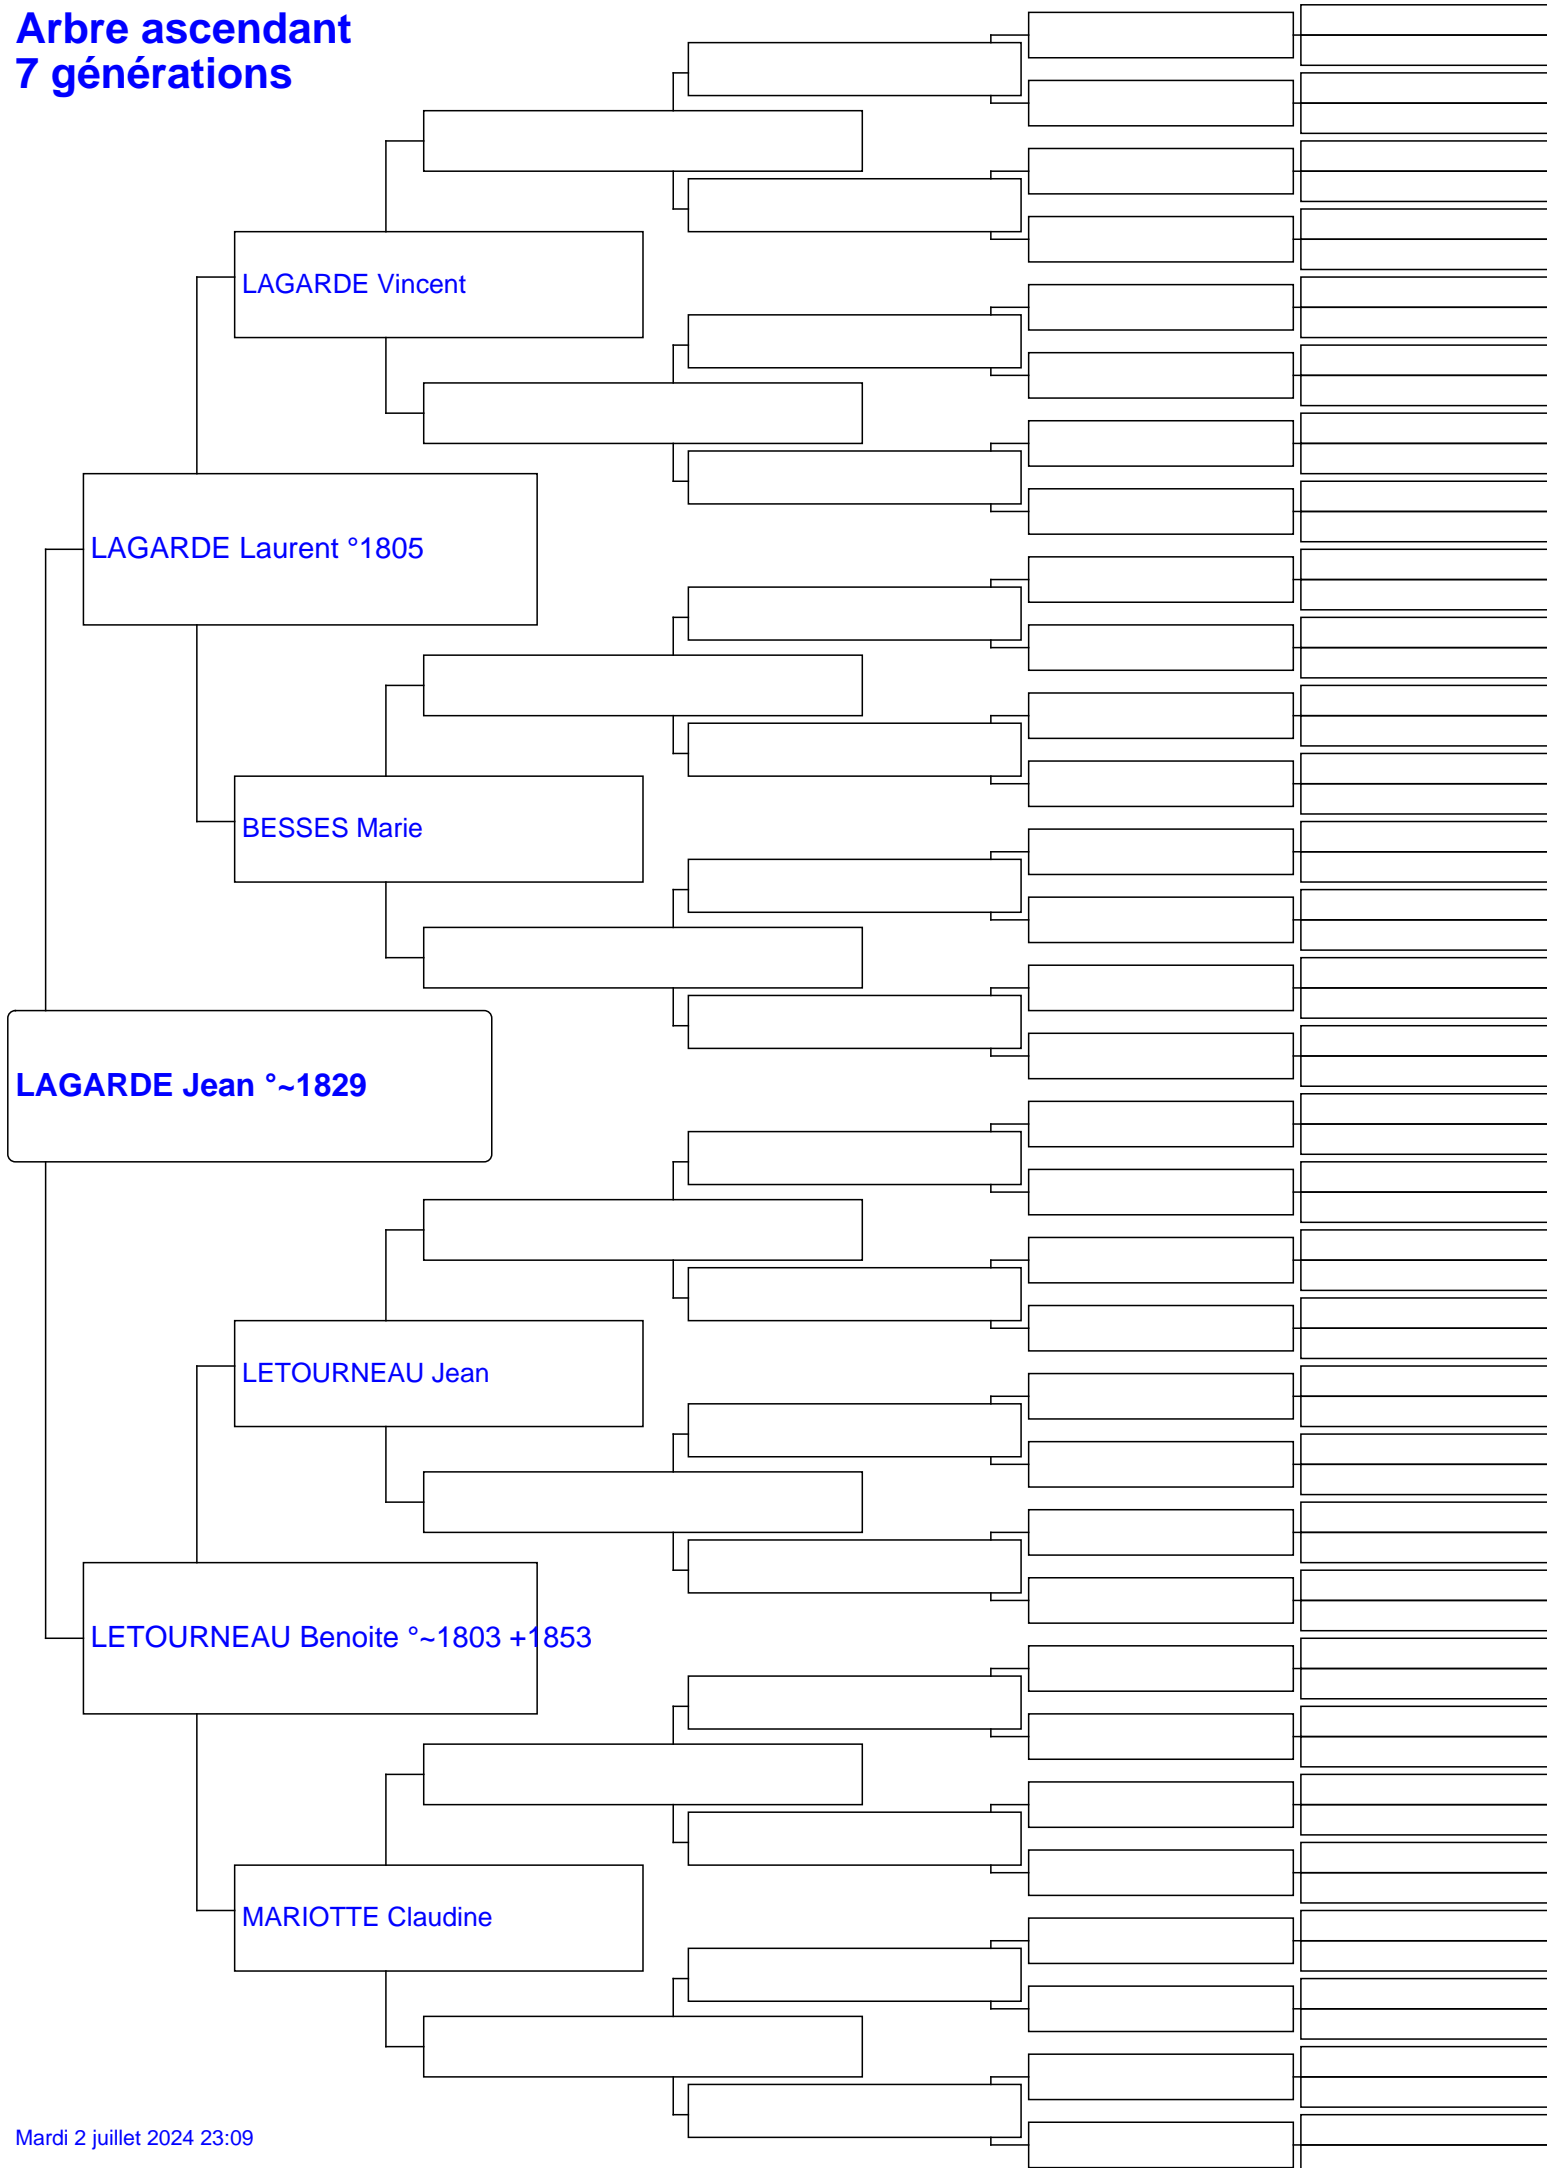 Arbre ascendant
7 générations
LAGARDE Vincent
LAGARDE Laurent °1805
BESSES Marie
LAGARDE Jean °~1829
LETOURNEAU Jean
LETOURNEAU Benoite °~1803 +1853
MARIOTTE Claudine
Mardi 2 juillet 2024 23:09